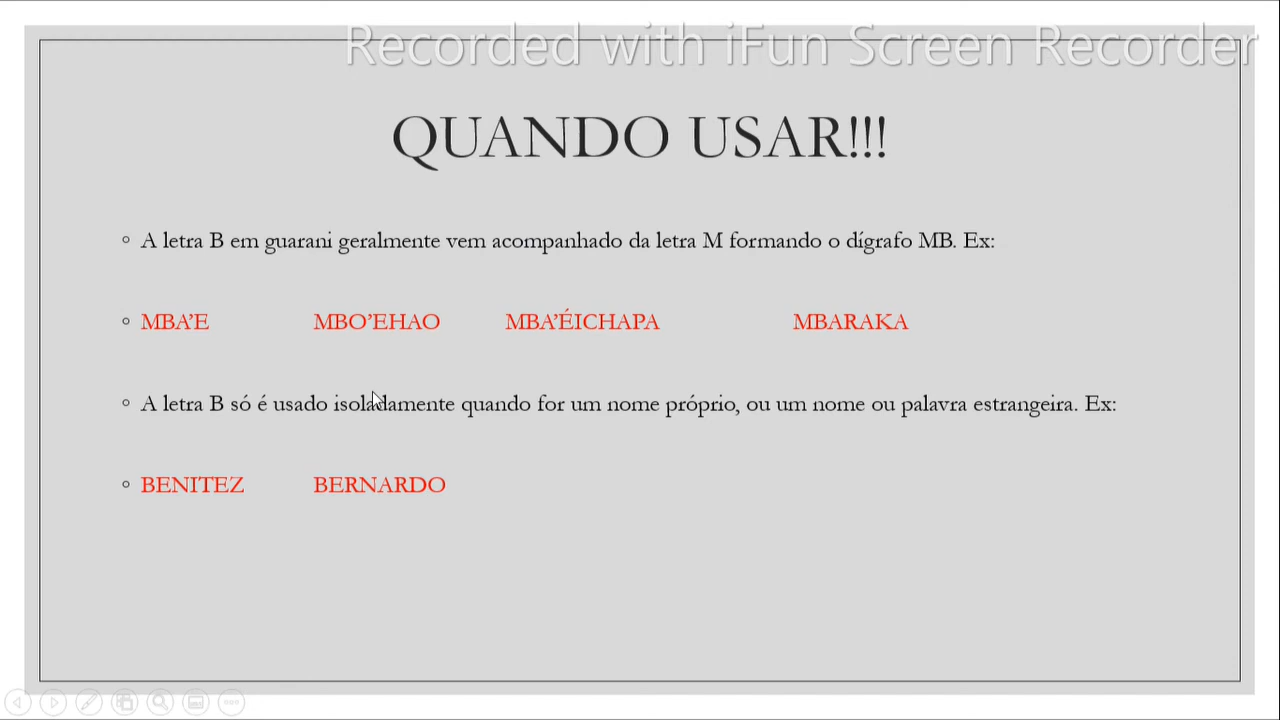 Recorded with iFun Screen Recorder
QUANDO USAR!!!
A letra B em guarani geralmente vem acompanhado da letra M formando o dígrafo MB. Ex:
MBA’E MBO’EHAO MBA’ÉICHAPA MBARAKA
A letra B só é usado isoladamente quando for um nome próprio, ou um nome ou palavra estrangeira. Ex:
BENITEZ BERNARDO